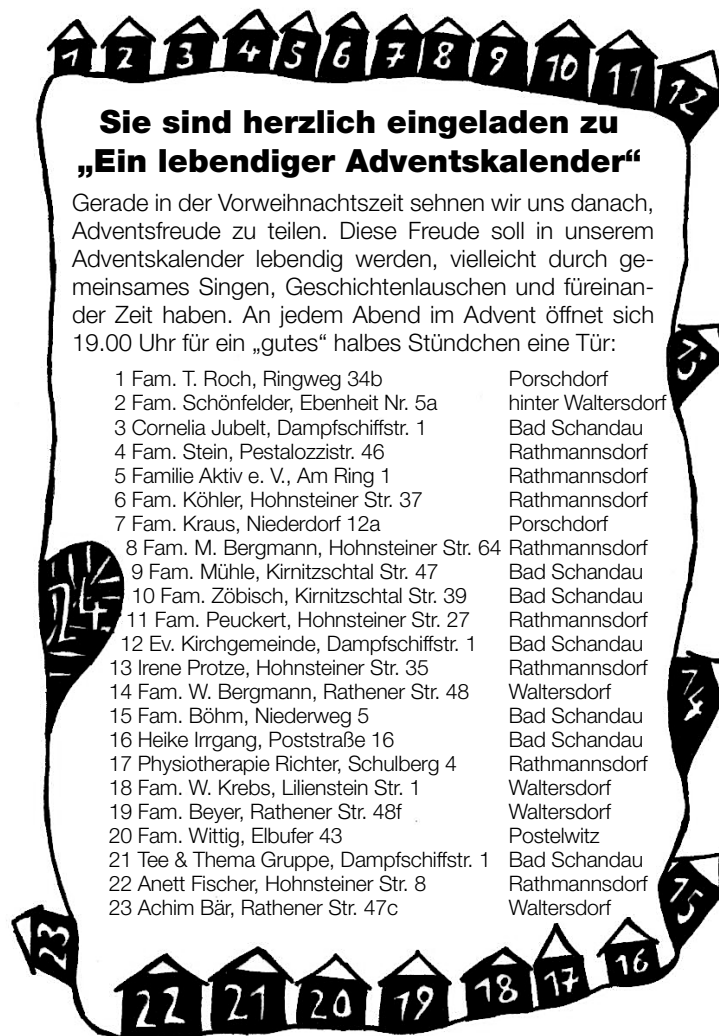 1 2 3 4 5 6 7 8 9 10 11 12
Sie sind herzlich eingeladen zu
„Ein lebendiger Adventskalender“
Gerade in der Vorweihnachtszeit sehnen wir uns danach,
Adventsfreude zu teilen. Diese Freude soll in unserem
Adventskalender lebendig werden, vielleicht durch ge-
meinsames Singen, Geschichtenlauschen und füreinan-
der Zeit haben. An jedem Abend im Advent öffnet sich
19.00 Uhr für ein „gutes“ halbes Stündchen eine Tür:
13
1 Fam. T. Roch, Ringweg 34b Porschdorf
2 Fam. Schönfelder, Ebenheit Nr. 5a hinter Waltersdorf
3 Cornelia Jubelt, Dampfschiffstr. 1 Bad Schandau
4 Fam. Stein, Pestalozzistr. 46 Rathmannsdorf
5 Familie Aktiv e. V., Am Ring 1 Rathmannsdorf
6 Fam. Köhler, Hohnsteiner Str. 37 Rathmannsdorf
7 Fam. Kraus, Niederdorf 12a Porschdorf
8 Fam. M. Bergmann, Hohnsteiner Str. 64 Rathmannsdorf
9 Fam. Mühle, Kirnitzschtal Str. 47 Bad Schandau
10 Fam. Zöbisch, Kirnitzschtal Str. 39 Bad Schandau
24
11 Fam. Peuckert, Hohnsteiner Str. 27 Rathmannsdorf
12 Ev. Kirchgemeinde, Dampfschiffstr. 1 Bad Schandau
13 Irene Protze, Hohnsteiner Str. 35 Rathmannsdorf
14 Fam. W. Bergmann, Rathener Str. 48 Waltersdorf
14
15 Fam. Böhm, Niederweg 5 Bad Schandau
16 Heike Irrgang, Poststraße 16 Bad Schandau
17 Physiotherapie Richter, Schulberg 4 Rathmannsdorf
18 Fam. W. Krebs, Lilienstein Str. 1 Waltersdorf
19 Fam. Beyer, Rathener Str. 48f Waltersdorf
20 Fam. Wittig, Elbufer 43 Postelwitz
21 Tee & Thema Gruppe, Dampfschiffstr. 1 Bad Schandau
22 Anett Fischer, Hohnsteiner Str. 8 Rathmannsdorf
23 Achim Bär, Rathener Str. 47c Waltersdorf
15
23
22 21 20 19 18 17 16